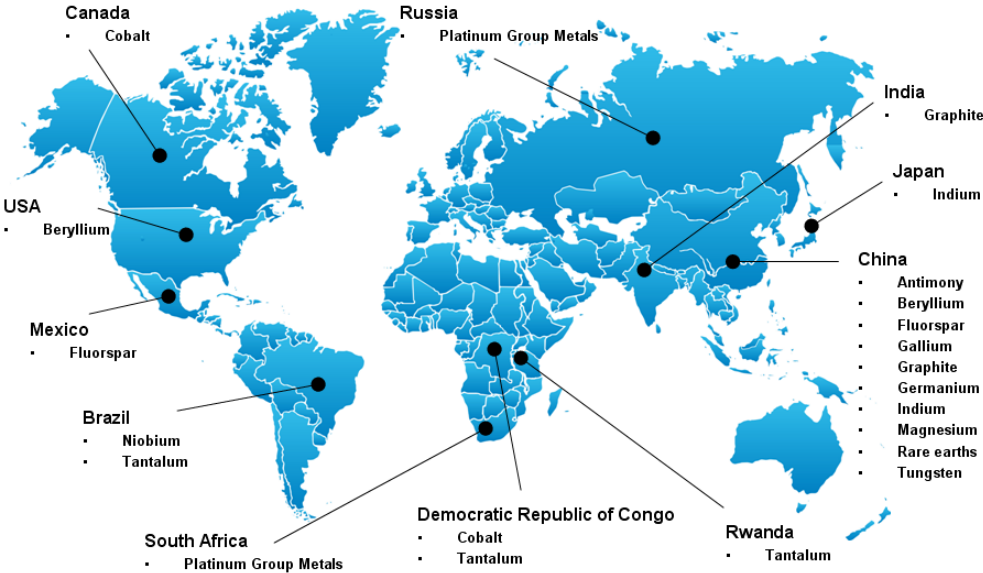 Canada
▪ Cobalt
Russia
▪ Platinum Group Metals
India
▪ Graphite
Japan
▪ Indium
USA
▪ Beryllium
China
▪ Antimony
▪ Beryllium
▪ Fluorspar
▪ Gallium
▪ Graphite
▪ Germanium
▪ Indium
▪ Magnesium
▪ Rare earths
▪ Tungsten
Mexico
▪ Fluorspar
Brazil
▪ Niobium
▪ Tantalum
South Africa
▪ Platinum Group Metals
Democratic Republic of Congo
▪ Cobalt
▪ Tantalum
Rwanda
▪ Tantalum